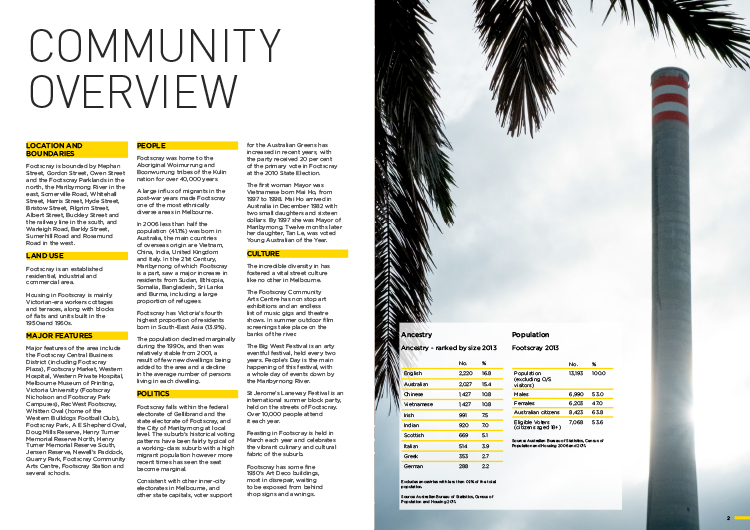 COMMUNITY
OVERVIEW
LOCATION AND
BOUNDARIES
Footscray is bounded by Mephan
Street, Gordon Street, Owen Street
and the Footscray Parklands in the
north, the Maribyrnong River in the
east, Somerville Road, Whitehall
Street, Harris Street, Hyde Street,
Bristow Street, Pilgrim Street,
Albert Street, Buckley Street and
the railway line in the south, and
Warleigh Road, Barkly Street,
Summerhill Road and Rosamund
Road in the west.
LAND USE
Footscray is an established
residential, industrial and
commercial area.
Housing in Footscray is mainly
Victorian-era workers cottages
and terraces, along with blocks
of flats and units built in the
1950s and 1960s.
MAJOR FEATURES
Major features of the area include
the Footscray Central Business
District (including Footscray
Plaza), Footscray Market, Western
Hospital, Western Private Hospital,
Melbourne Museum of Printing,
Victoria University (Footscray
Nicholson and Footscray Park
Campuses), Rec West Footscray,
Whitten Oval (home of the
Western Bulldogs Football Club),
Footscray Park, A E Shepherd Oval,
Doug Mills Reserve, Henry Turner
Memorial Reserve North, Henry
Turner Memorial Reserve South,
Jensen Reserve, Newell's Paddock,
Quarry Park, Footscray Community
Arts Centre, Footscray Station and
several schools.
PEOPLE
Footscray was home to the
Aboriginal Woimurrung and
Boonwurrung tribes of the Kulin
nation for over 40,000 years.
A large influx of migrants in the
post-war years made Footscray
one of the most ethnically
diverse areas in Melbourne.
In 2006 less than half the
population (41.1%) was born in
Australia, the main countries
of overseas origin are Vietnam,
China, India, United Kingdom
and Italy. In the 21st Century,
Maribyrnong of which Footscray
is a part, saw a major increase in
residents from Sudan, Ethiopia,
Somalia, Bangladesh, Sri Lanka
and Burma, including a large
proportion of refugees.
Footscray has Victoria's fourth
highest proportion of residents
born in South-East Asia (13.9%).
The population declined marginally
during the 1990s, and then was
relatively stable from 2001, a
result of few new dwellings being
added to the area and a decline
in the average number of persons
living in each dwelling.
POLITICS
Footscray falls within the federal
electorate of Gellibrand and the
state electorate of Footscray, and
the City of Maribyrnong at local
level. The suburb's historical voting
patterns have been fairly typical of
a working-class suburb with a high
migrant population however more
recent times has seen the seat
become marginal.
Consistent with other inner-city
electorates in Melbourne, and
other state capitals, voter support
for the Australian Greens has
increased in recent years, with
the party received 20 per cent
of the primary vote in Footscray
at the 2010 State Election.
The first woman Mayor was
Vietnamese born Mai Ho, from
1997 to 1998. Mai Ho arrived in
Australia in December 1982 with
two small daughters and sixteen
dollars. By 1997 she was Mayor of
Maribyrnong. Twelve months later
her daughter, Tan Le, was voted
Young Australian of the Year.
CULTURE
The incredible diversity in has
fostered a vital street culture
like no other in Melbourne.
The Footscray Community
Arts Centre has non stop art
exhibitions and an endless
list of music gigs and theatre
shows. In summer outdoor film
screenings take place on the
banks of the river.
The Big West Festival is an arty
eventful festival, held every two
years. People's Day is the main
happening of this festival, with
a whole day of events down by
the Maribyrnong River.
St Jerome's Laneway Festival is an
international summer block party,
held on the streets of Footscray.
Over 10,000 people attend
it each year.
Feasting in Footscray is held in
March each year and celebrates
the vibrant culinary and cultural
fabric of the suburb.
Footscray has some fine
1930's Art Deco buildings,
most in disrepair, waiting
to be exposed from behind
shop signs and awnings.
Ancestry
Ancestry - ranked by size 2013
No. %
English 2,220 16.8
Australian 2,027 15.4
Chinese 1,427 10.8
Vietnamese 1,427 10.8
Irish 991 7.5
Indian 920 7.0
Scottish 669 5.1
Italian 514 3.9
Greek 353 2.7
German 288 2.2
Excludes ancestries with less than 0.1% of the total
population.
Source: Australian Bureau of Statistics, Census of
Population and Housing 2011.
Population
Footscray 2013
No. %
Population 13,193 100.0
(excluding O/S
visitors)
Males 6,990 53.0
Females 6,203 47.0
Australian citizens 8,423 63.8
Eligible Voters 7,068 53.6
(citizens aged 18+)
Source: Australian Bureau of Statistics, Census of
Population and Housing 2006 and 2011.
2